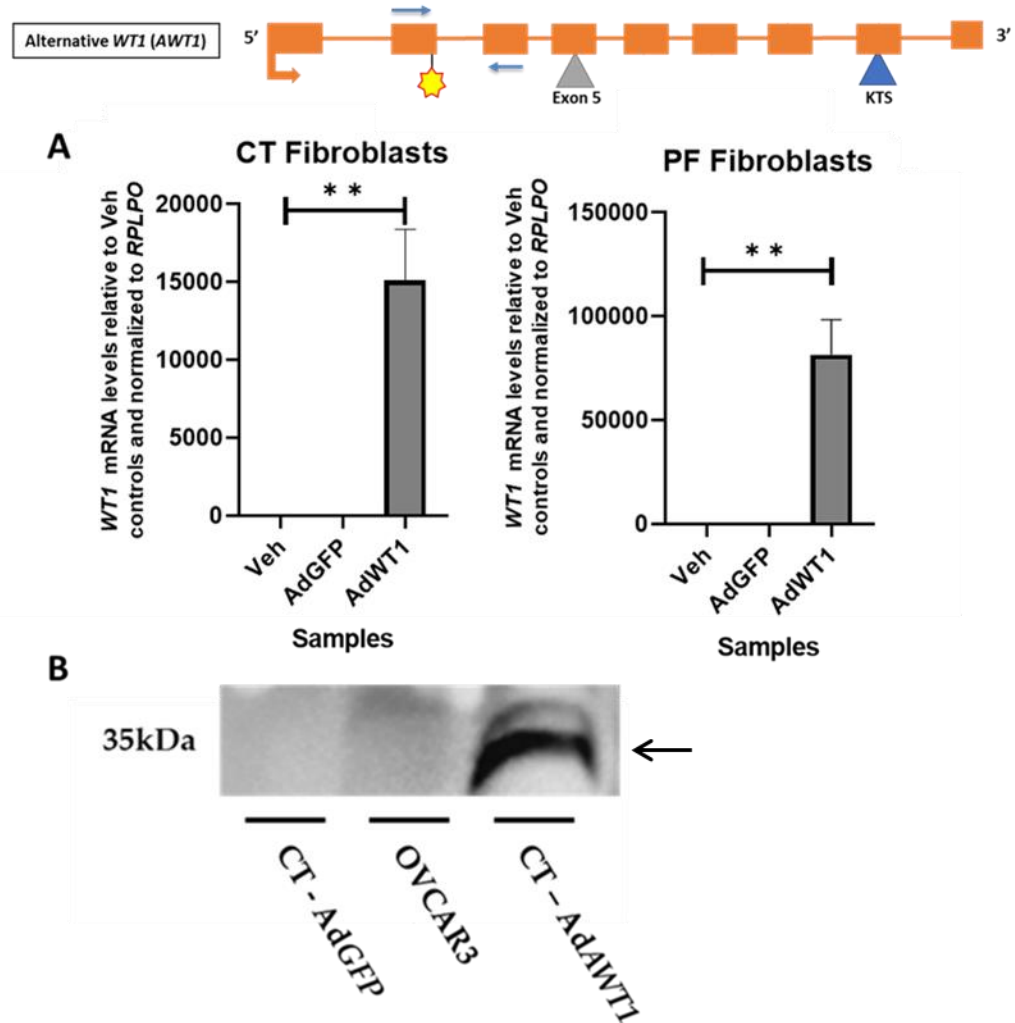 Alternative WT1 (AWT1)
5’
3’
Exon 5
KTS
A
CT Fibroblasts
WT1 mRNA levels relative to Veh
controls and normalized to RPLPO
20000
15000
10000
5000
0
* *
Veh
AdGFP
AdWT1
Samples
PF Fibroblasts
WT1 mRNA levels relative to Veh
controls and normalized to RPLPO
150000
100000
50000
0
* *
Veh
AdGFP
AdWT1
Samples
B
35kDa
CT - AdGFP
OVCAR3
CT – AdAWT1